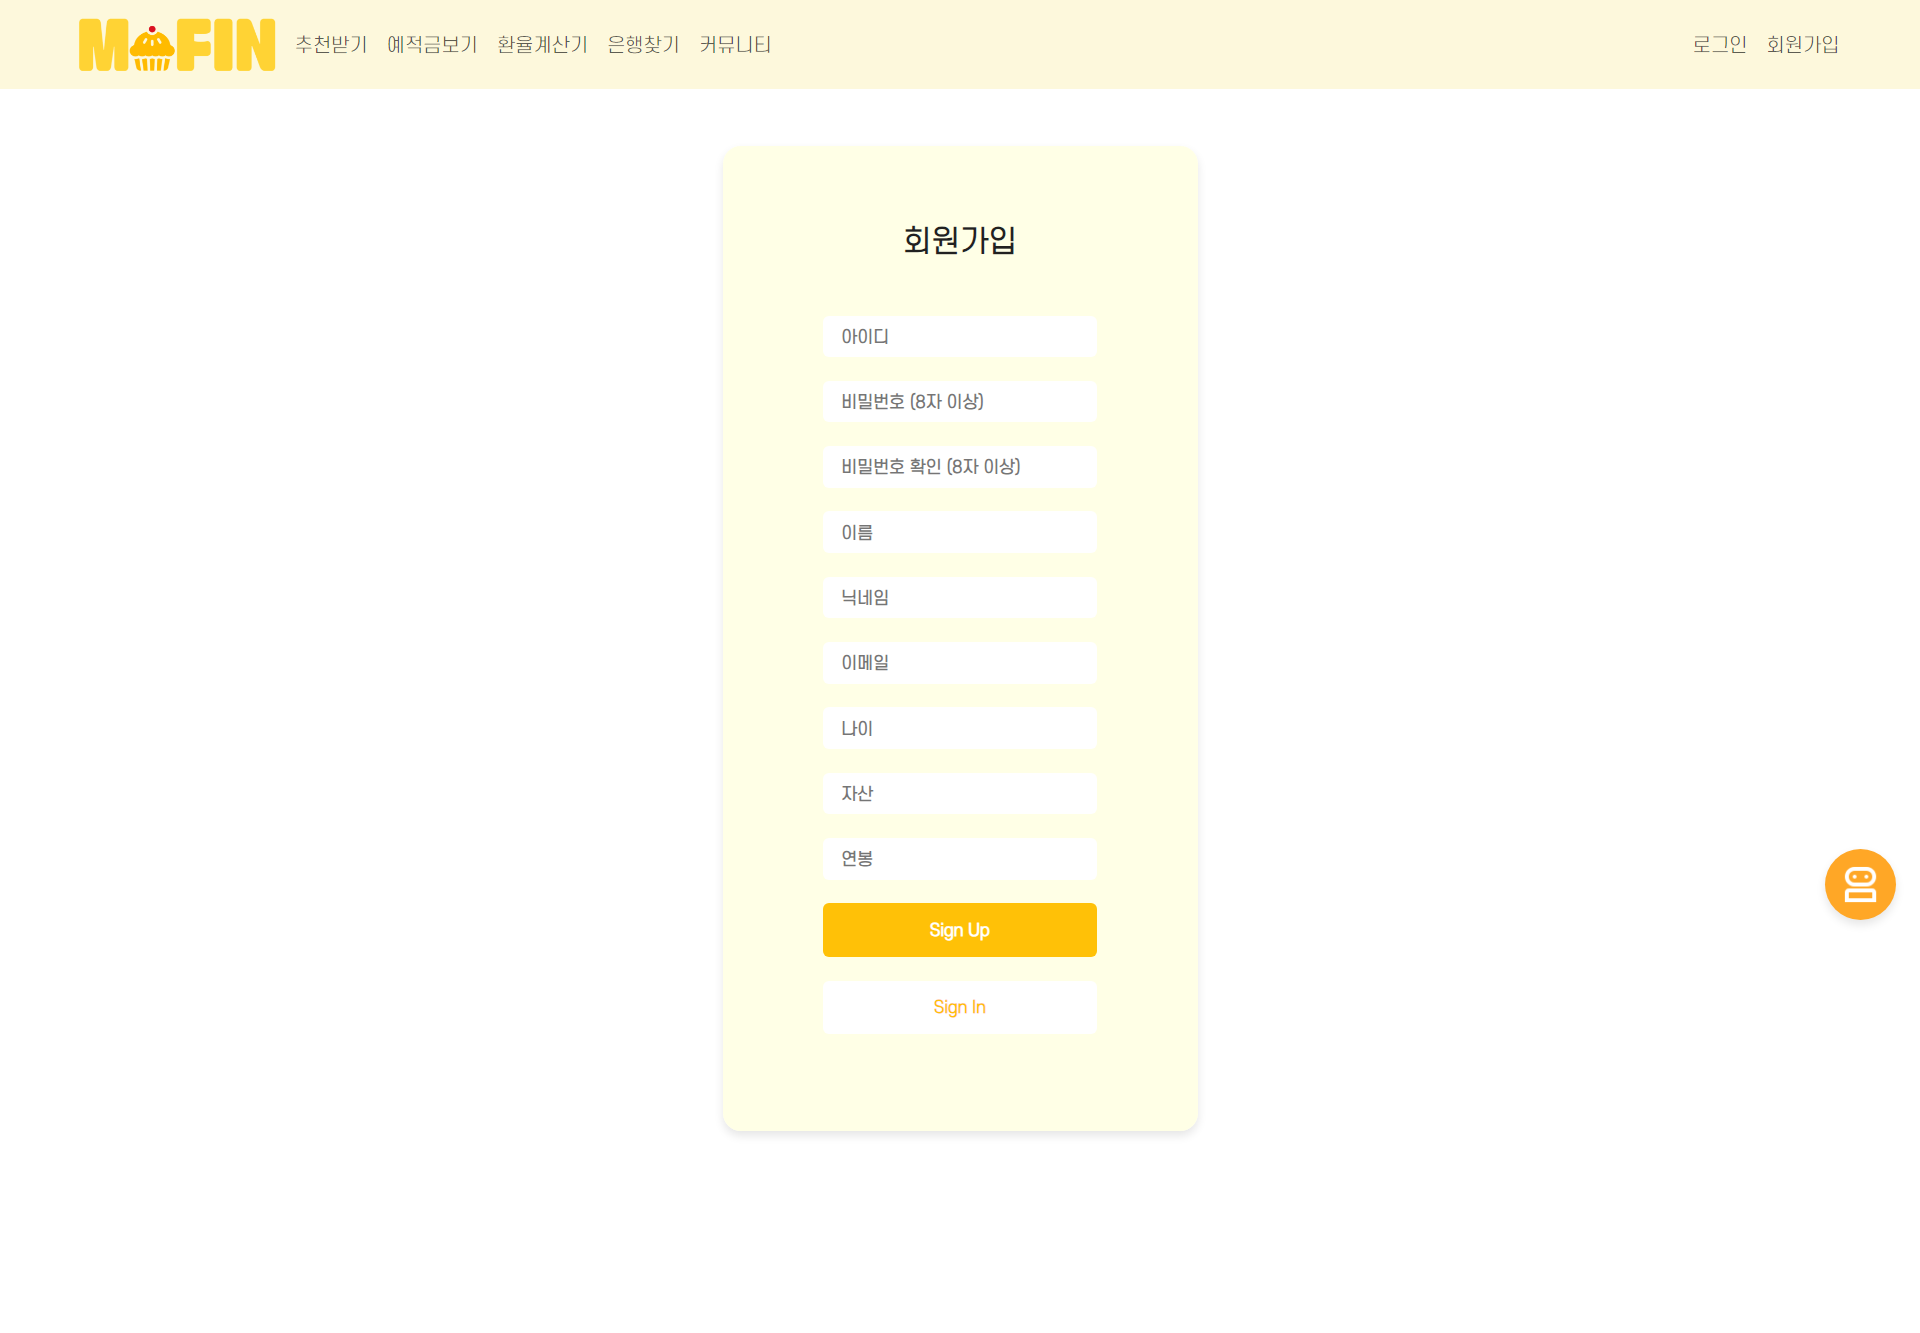 MOFIN 추천받기 예적금보기 환율계산기 은행찾기 커뮤니티 로그인 회원가입
회원가입
아이디
비밀번호 (8자 이상)
비밀번호 확인 (8자 이상)
이름
닉네임
이메일
나이
자산
연봉
Sign Up
Sign In